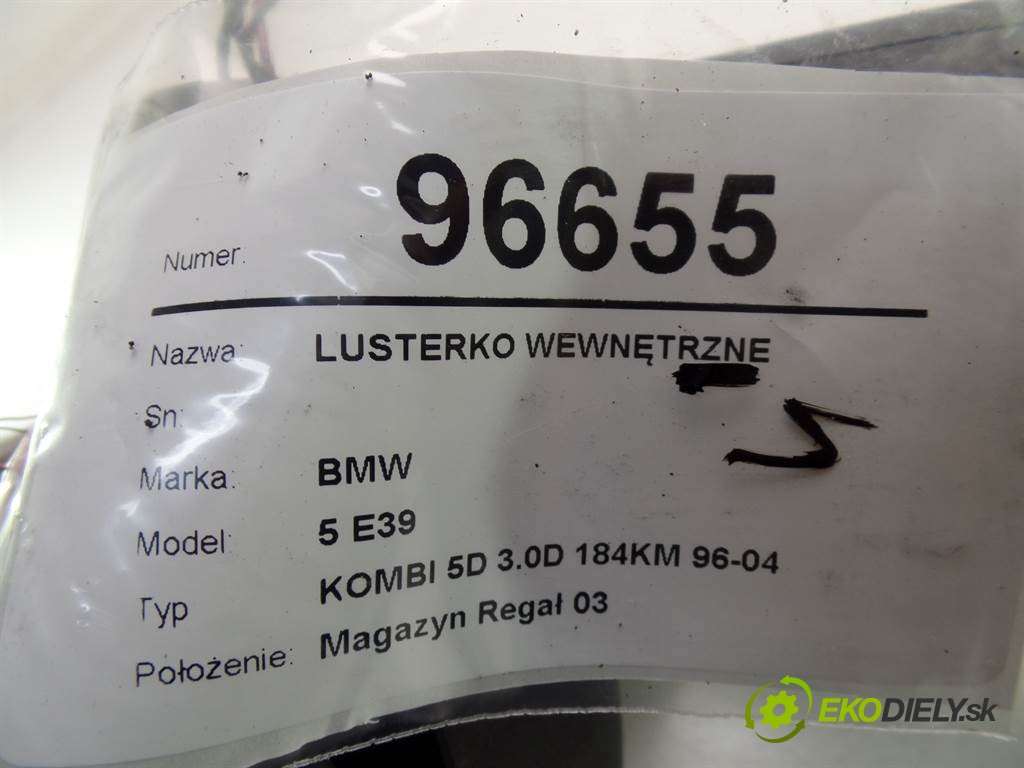 Numer: 96655
Nazwa: LUSTERKO WEWNĘTRZNE
Sn:
Marka: BMW
Model: 5 E39
Typ KOMBI 5D 3.0D 184KM 96-04
Położenie: Magazyn Regał 03
EKODIELY.sk